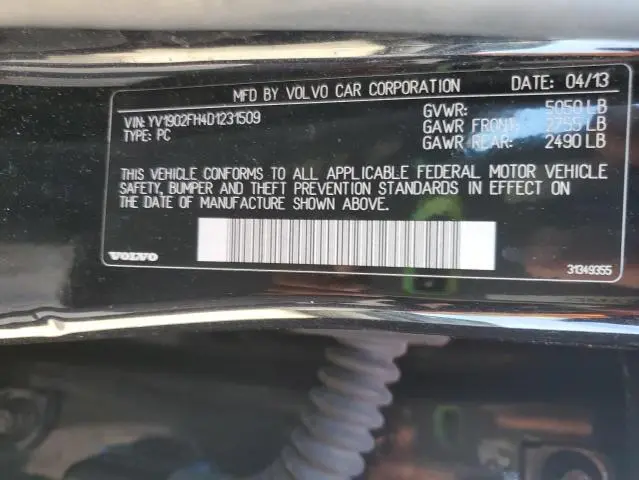 MFD BY VOLVO CAR CORPORATION DATE: 04/13
VIN: YV1902FH4D1231509 GVWR: 5050 LB
TYPE: PC GAWR FRONT: 2755 LB
GAWR REAR: 2490 LB
THIS VEHICLE CONFORMS TO ALL APPLICABLE FEDERAL MOTOR VEHICLE
SAFETY, BUMPER AND THEFT PREVENTION STANDARDS IN EFFECT ON
THE DATE OF MANUFACTURE SHOWN ABOVE.
VOLVO 31349355